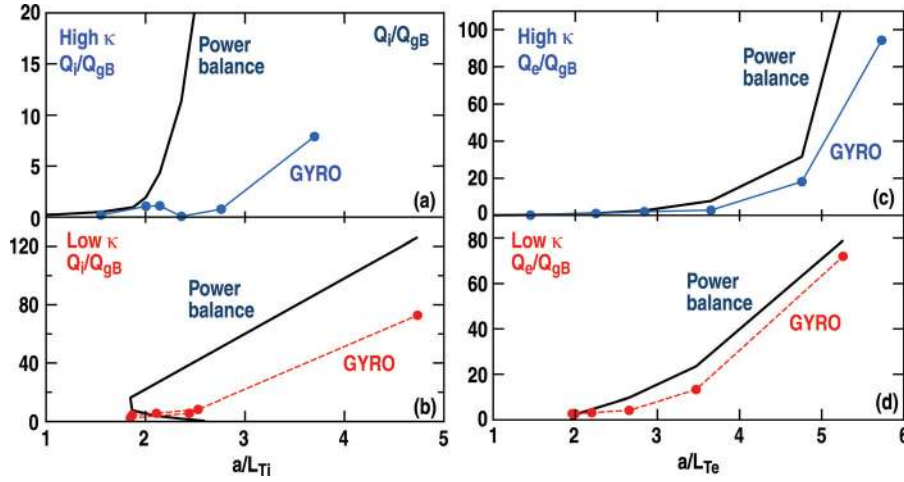 20
15
10
5
0
High κ
Qi/QgB
Power
balance
Qi/QgB
GYRO
(a)
120
80
40
0
Low κ
Qi/QgB
Power
balance
GYRO
(b)
1
2
3
4
5
a/LTi
100
80
60
40
20
0
High κ
Qe/QgB
Power
balance
GYRO
(c)
80
60
40
20
0
Low κ
Qe/QgB
Power
balance
GYRO
(d)
1
2
3
4
5
6
a/LTe